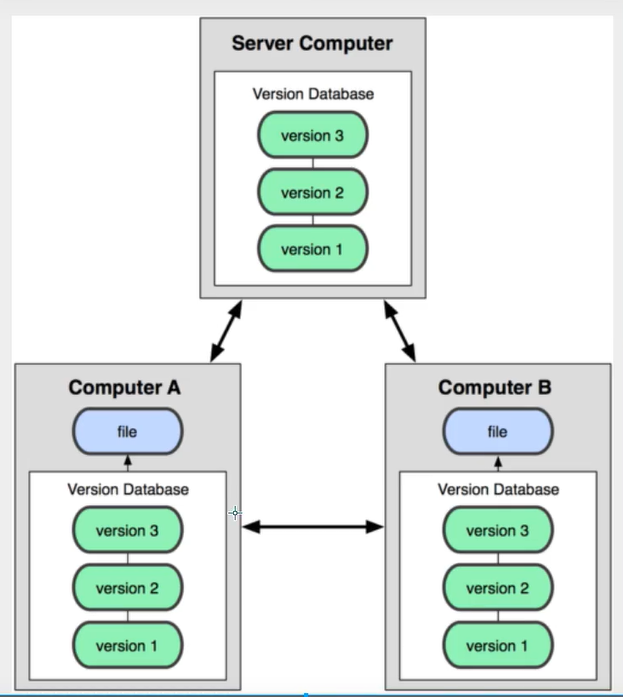 Server Computer
Version Database
version 3
version 2
version 1
Computer A
file
Version Database
version 3
version 2
version 1
Computer B
file
Version Database
version 3
version 2
version 1